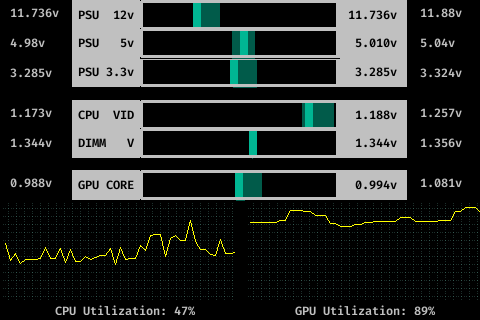 11.736v PSU 12v 11.736v 11.88v
4.98v PSU 5v 5.010v 5.04v
3.285v PSU 3.3v 3.285v 3.324v
1.173v CPU VID 1.188v 1.257v
1.344v DIMM V 1.344v 1.356v
0.988v GPU CORE 0.994v 1.081v
CPU Utilization: 47% GPU Utilization: 89%